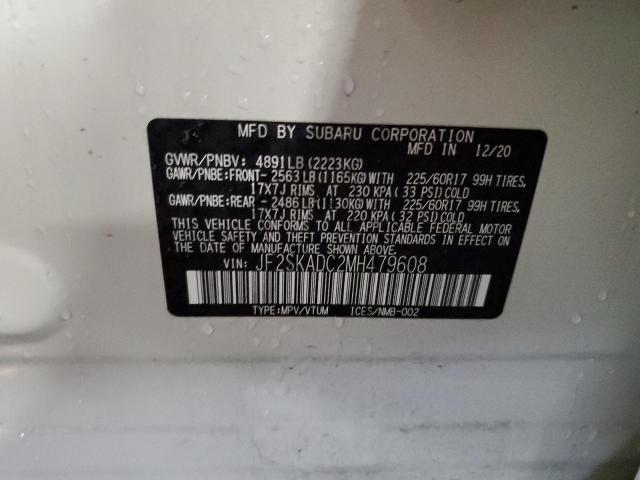 MFD BY SUBARU CORPORATION
MFD IN 12/20
GVWR/PNBV: 4891LB(2223KG)
GAWR/PNBE:FRONT-2563LB(1165KG)WITH 225/60R17 99H TIRES,
17X7J RIMS AT 230 KPA(33 PSI)COLD
GAWR/PNBE:REAR -2486LB(1130KG)WITH 225/60R17 99H TIRES,
17X7J RIMS AT 220 KPA(32 PSI)COLD
THIS VEHICLE CONFORMS TO ALL APPLICABLE FEDERAL MOTOR
VEHICLE SAFETY AND THEFT PREVENTION STANDARDS IN EFFECT
ON THE DATE OF MANUFACTURE SHOWN ABOVE.
VIN: JF2SKADC2MH479608
TYPE:MPV/VTUM ICES/NMB-002